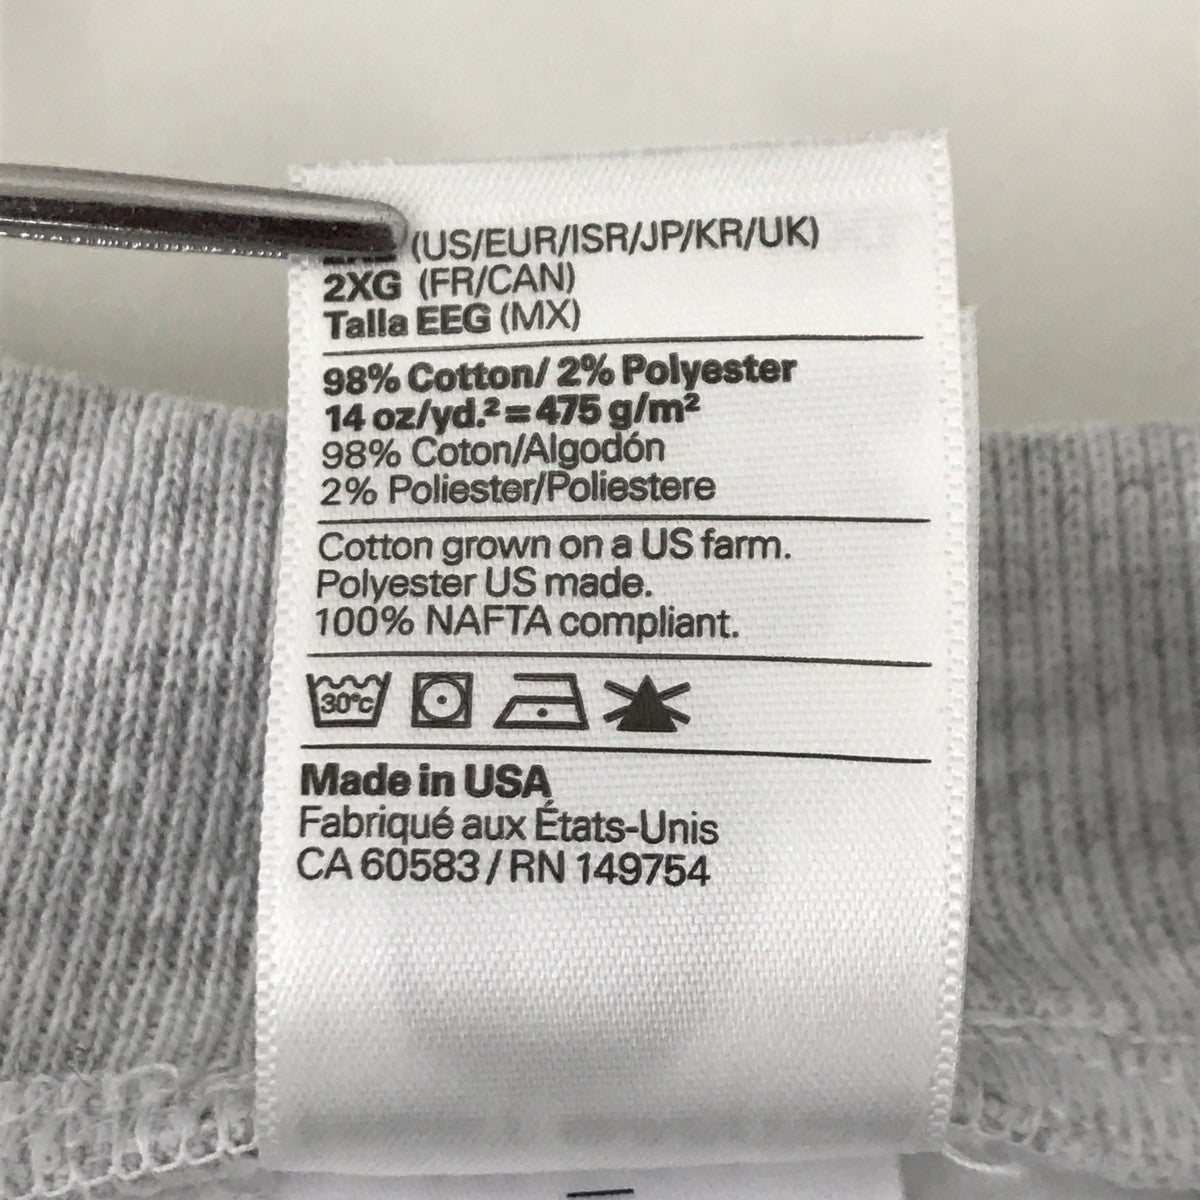 (US/EUR/ISR/JP/KR/UK)
2XG (FR/CAN)
Talla EEG (MX)
98% Cotton/ 2% Polyester
14 oz/yd.² = 475 g/m²
98% Coton/Algodón
2% Poliester/Poliestere
Cotton grown on a US farm.
Polyester US made.
100% NAFTA compliant.
30°c
Made in USA
Fabriqué aux États-Unis
CA 60583 / RN 149754